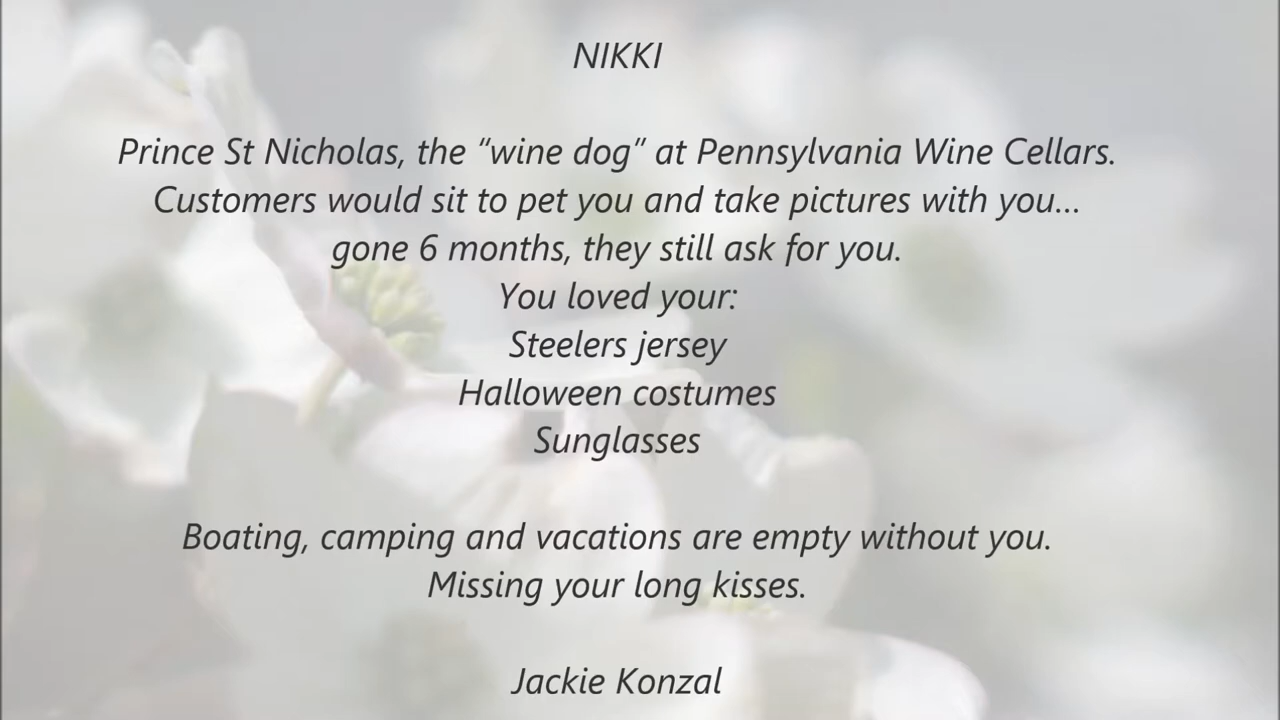 NIKKI
Prince St Nicholas, the “wine dog” at Pennsylvania Wine Cellars.
Customers would sit to pet you and take pictures with you...
gone 6 months, they still ask for you.
You loved your:
Steelers jersey
Halloween costumes
Sunglasses
Boating, camping and vacations are empty without you.
Missing your long kisses.
Jackie Konzal